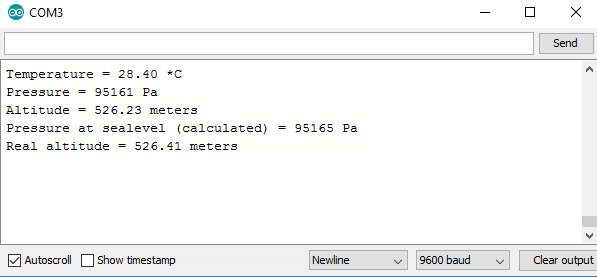 COM3
Send
Temperature = 28.40 *C
Pressure = 95161 Pa
Altitude = 526.23 meters
Pressure at sealevel (calculated) = 95165 Pa
Real altitude = 526.41 meters
Autoscroll Show timestamp Newline 9600 baud Clear output